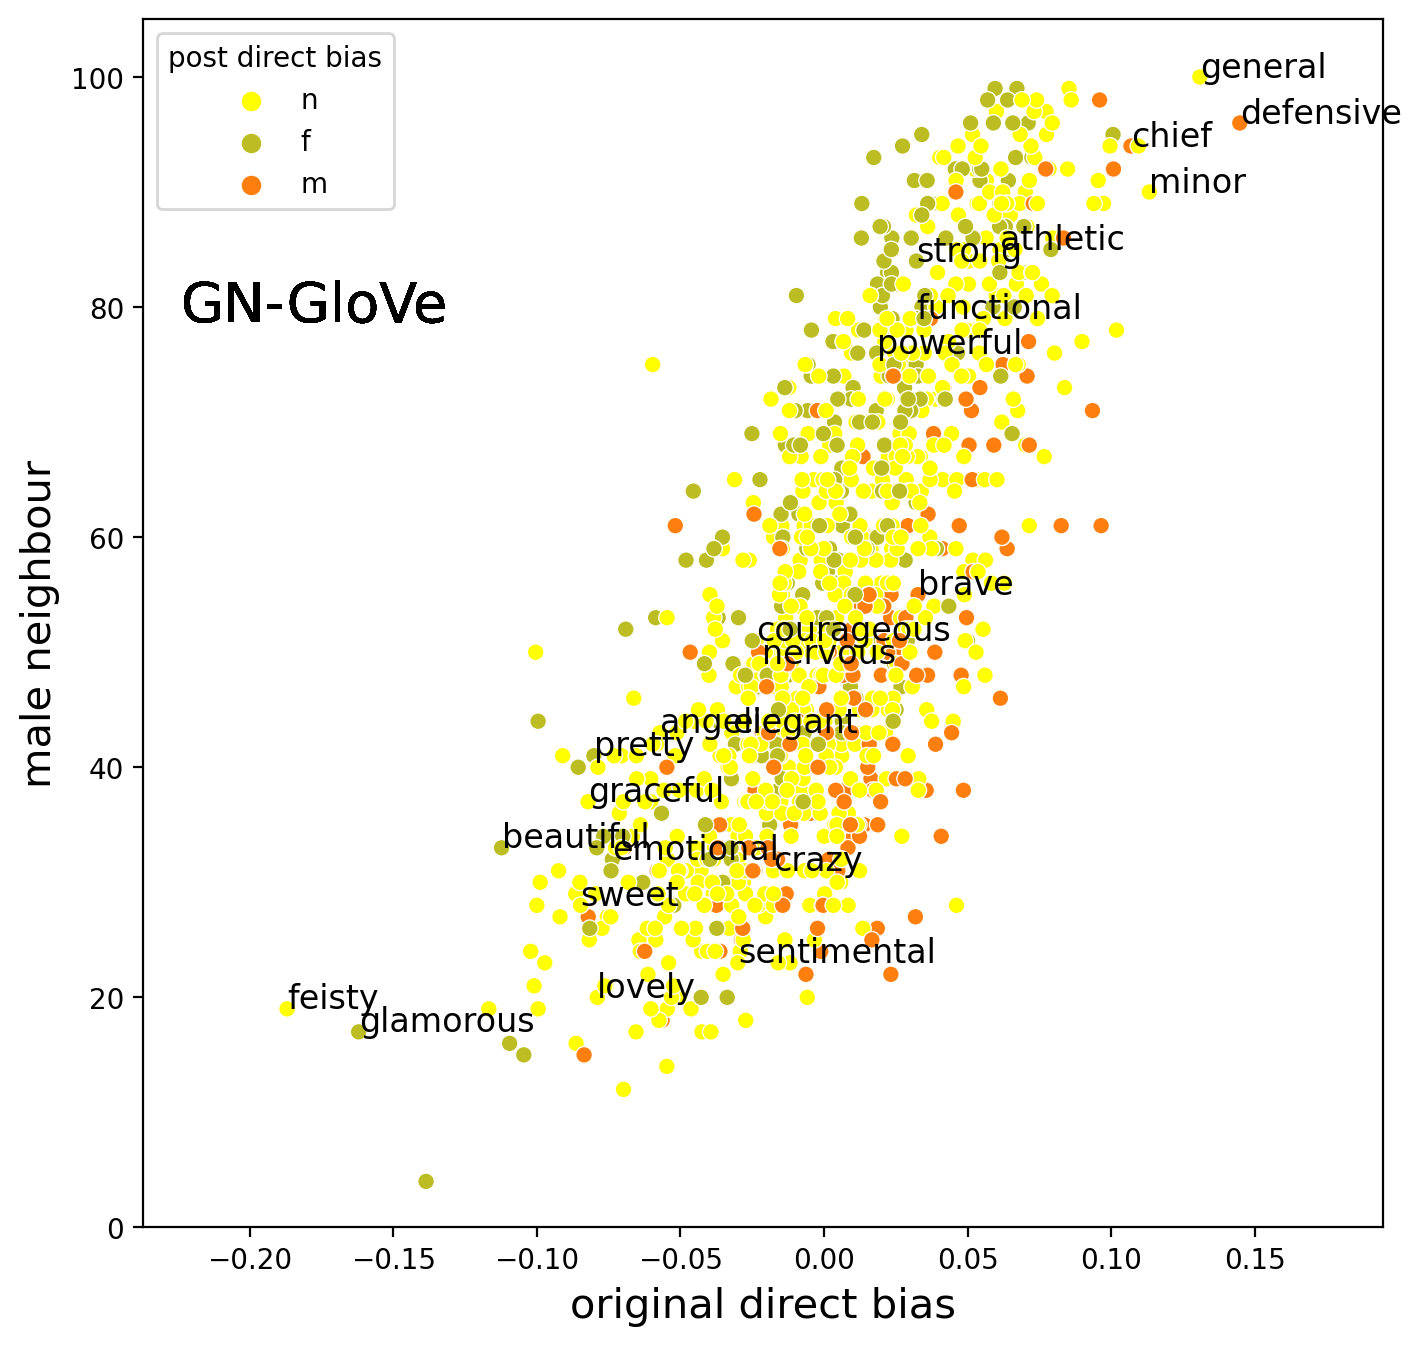 post direct bias
n
f
m
GN-GloVe
general
defensive
chief
minor
athletic
strong
functional
powerful
brave
courageous
nervous
angel
elegant
pretty
graceful
beautiful
emotional
crazy
sweet
sentimental
lovely
feisty
glamorous
male neighbour
100
80
60
40
20
0
−0.20 −0.15 −0.10 −0.05 0.00 0.05 0.10 0.15
original direct bias